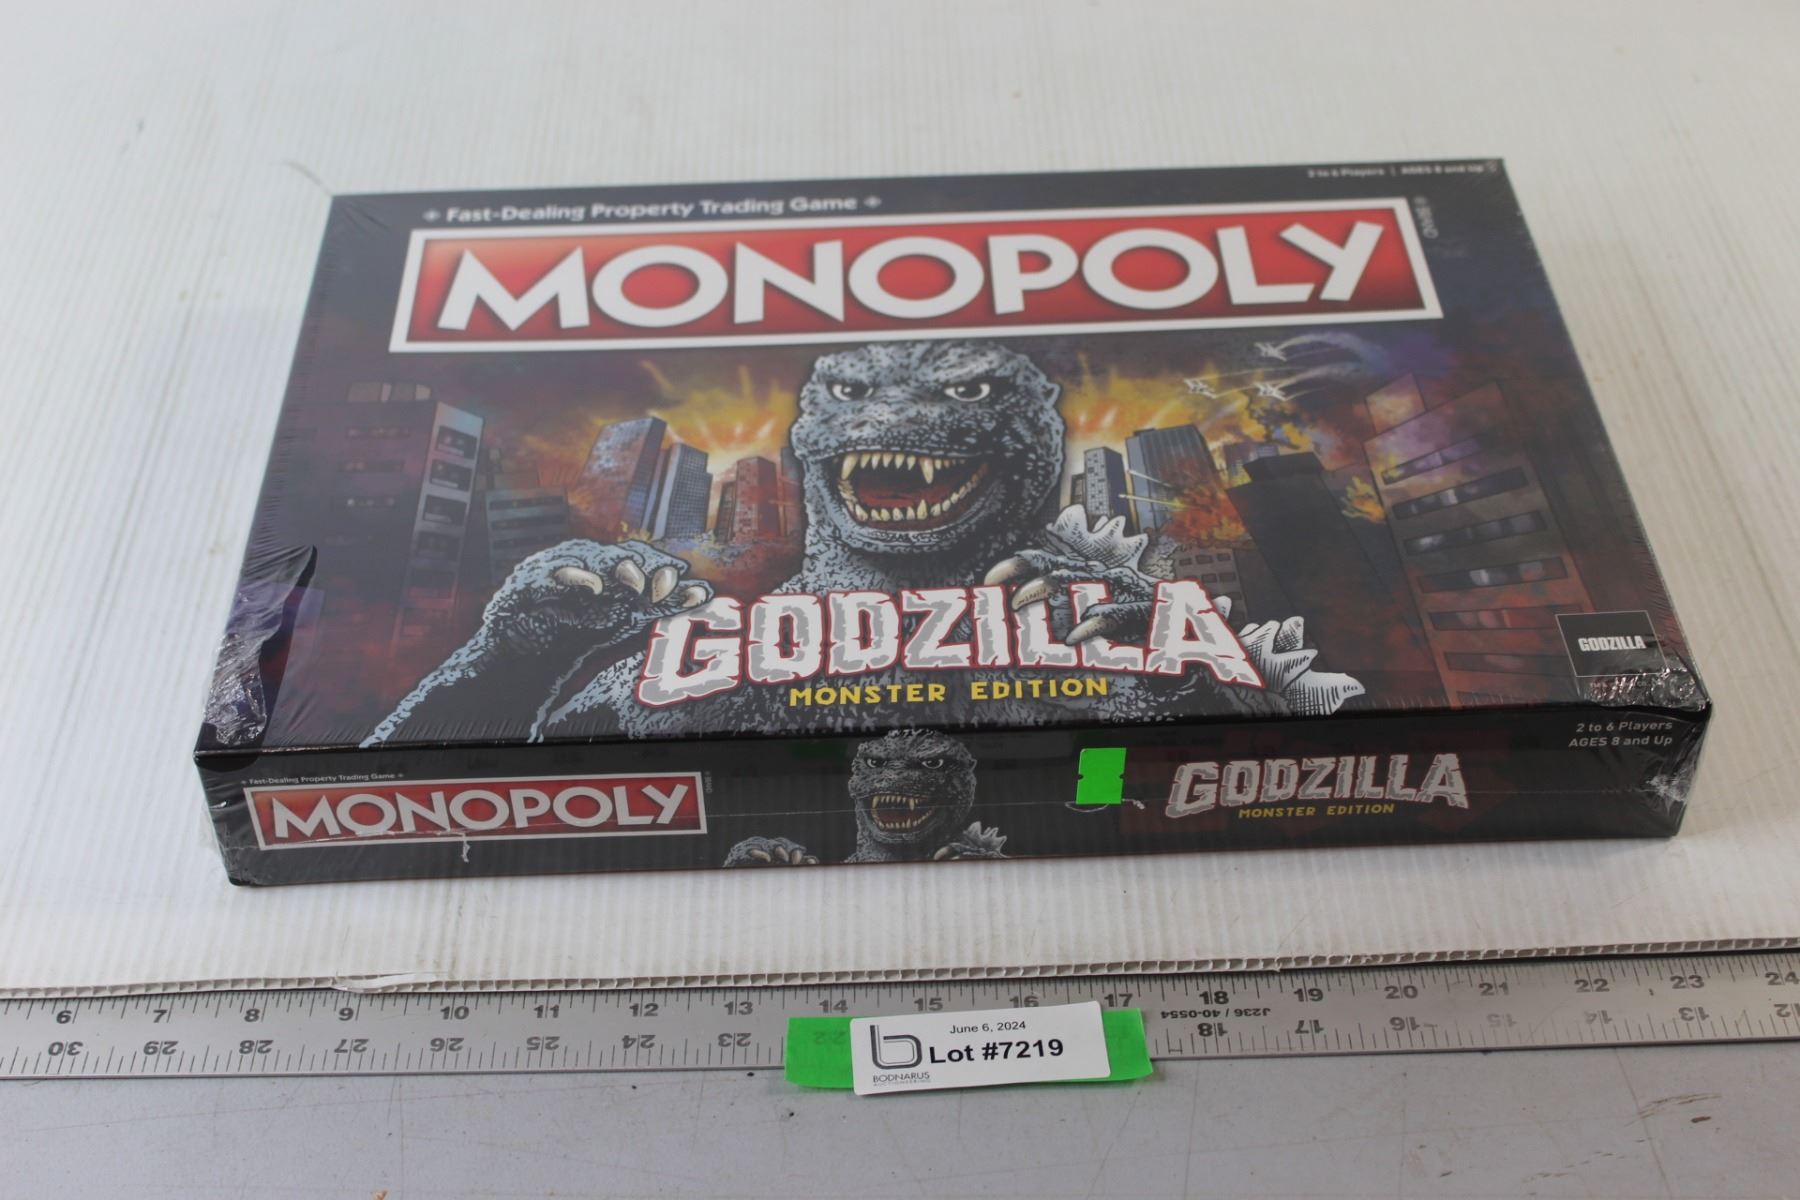 2 to 6 Players | AGES 8 and Up
Fast-Dealing Property Trading Game
MONOPOLY
GODZILLA
MONSTER EDITION
GODZILLA
2 to 6 Players
AGES 8 and Up
Fast-Dealing Property Trading Game
MONOPOLY
GODZILLA
MONSTER EDITION
6 7 8 9 10 11 12 13 14 15 16 17 18 19 20 21 22 23 24
J236 / 40-0554
30 29 28 27 26 25 24 23 22 18 17 16 15 14 13 12
June 6, 2024
Lot #7219
BODNARUS
AUCTIONEERING